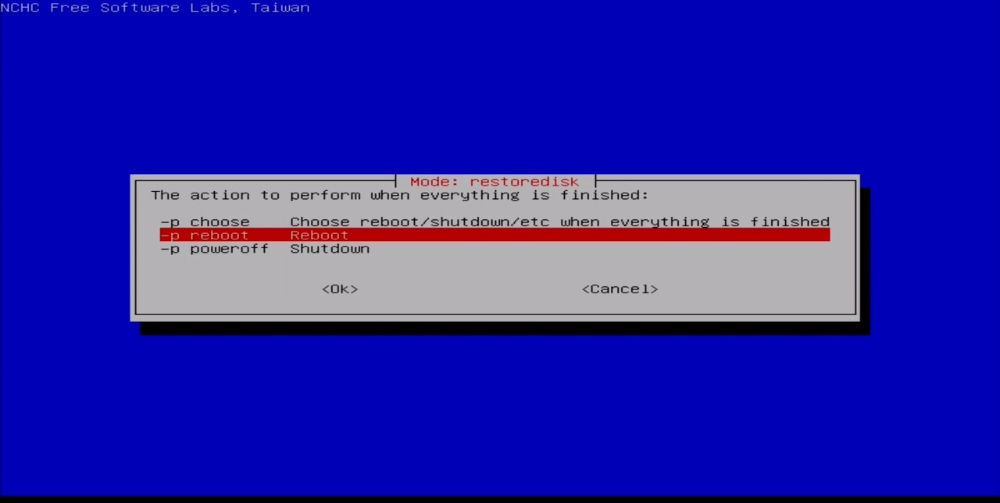 NCHC Free Software Labs, Taiwan
Mode: restoredisk
The action to perform when everything is finished:
-p choose Choose reboot/shutdown/etc when everything is finished
-p reboot Reboot
-p poweroff Shutdown
<Ok> <Cancel>